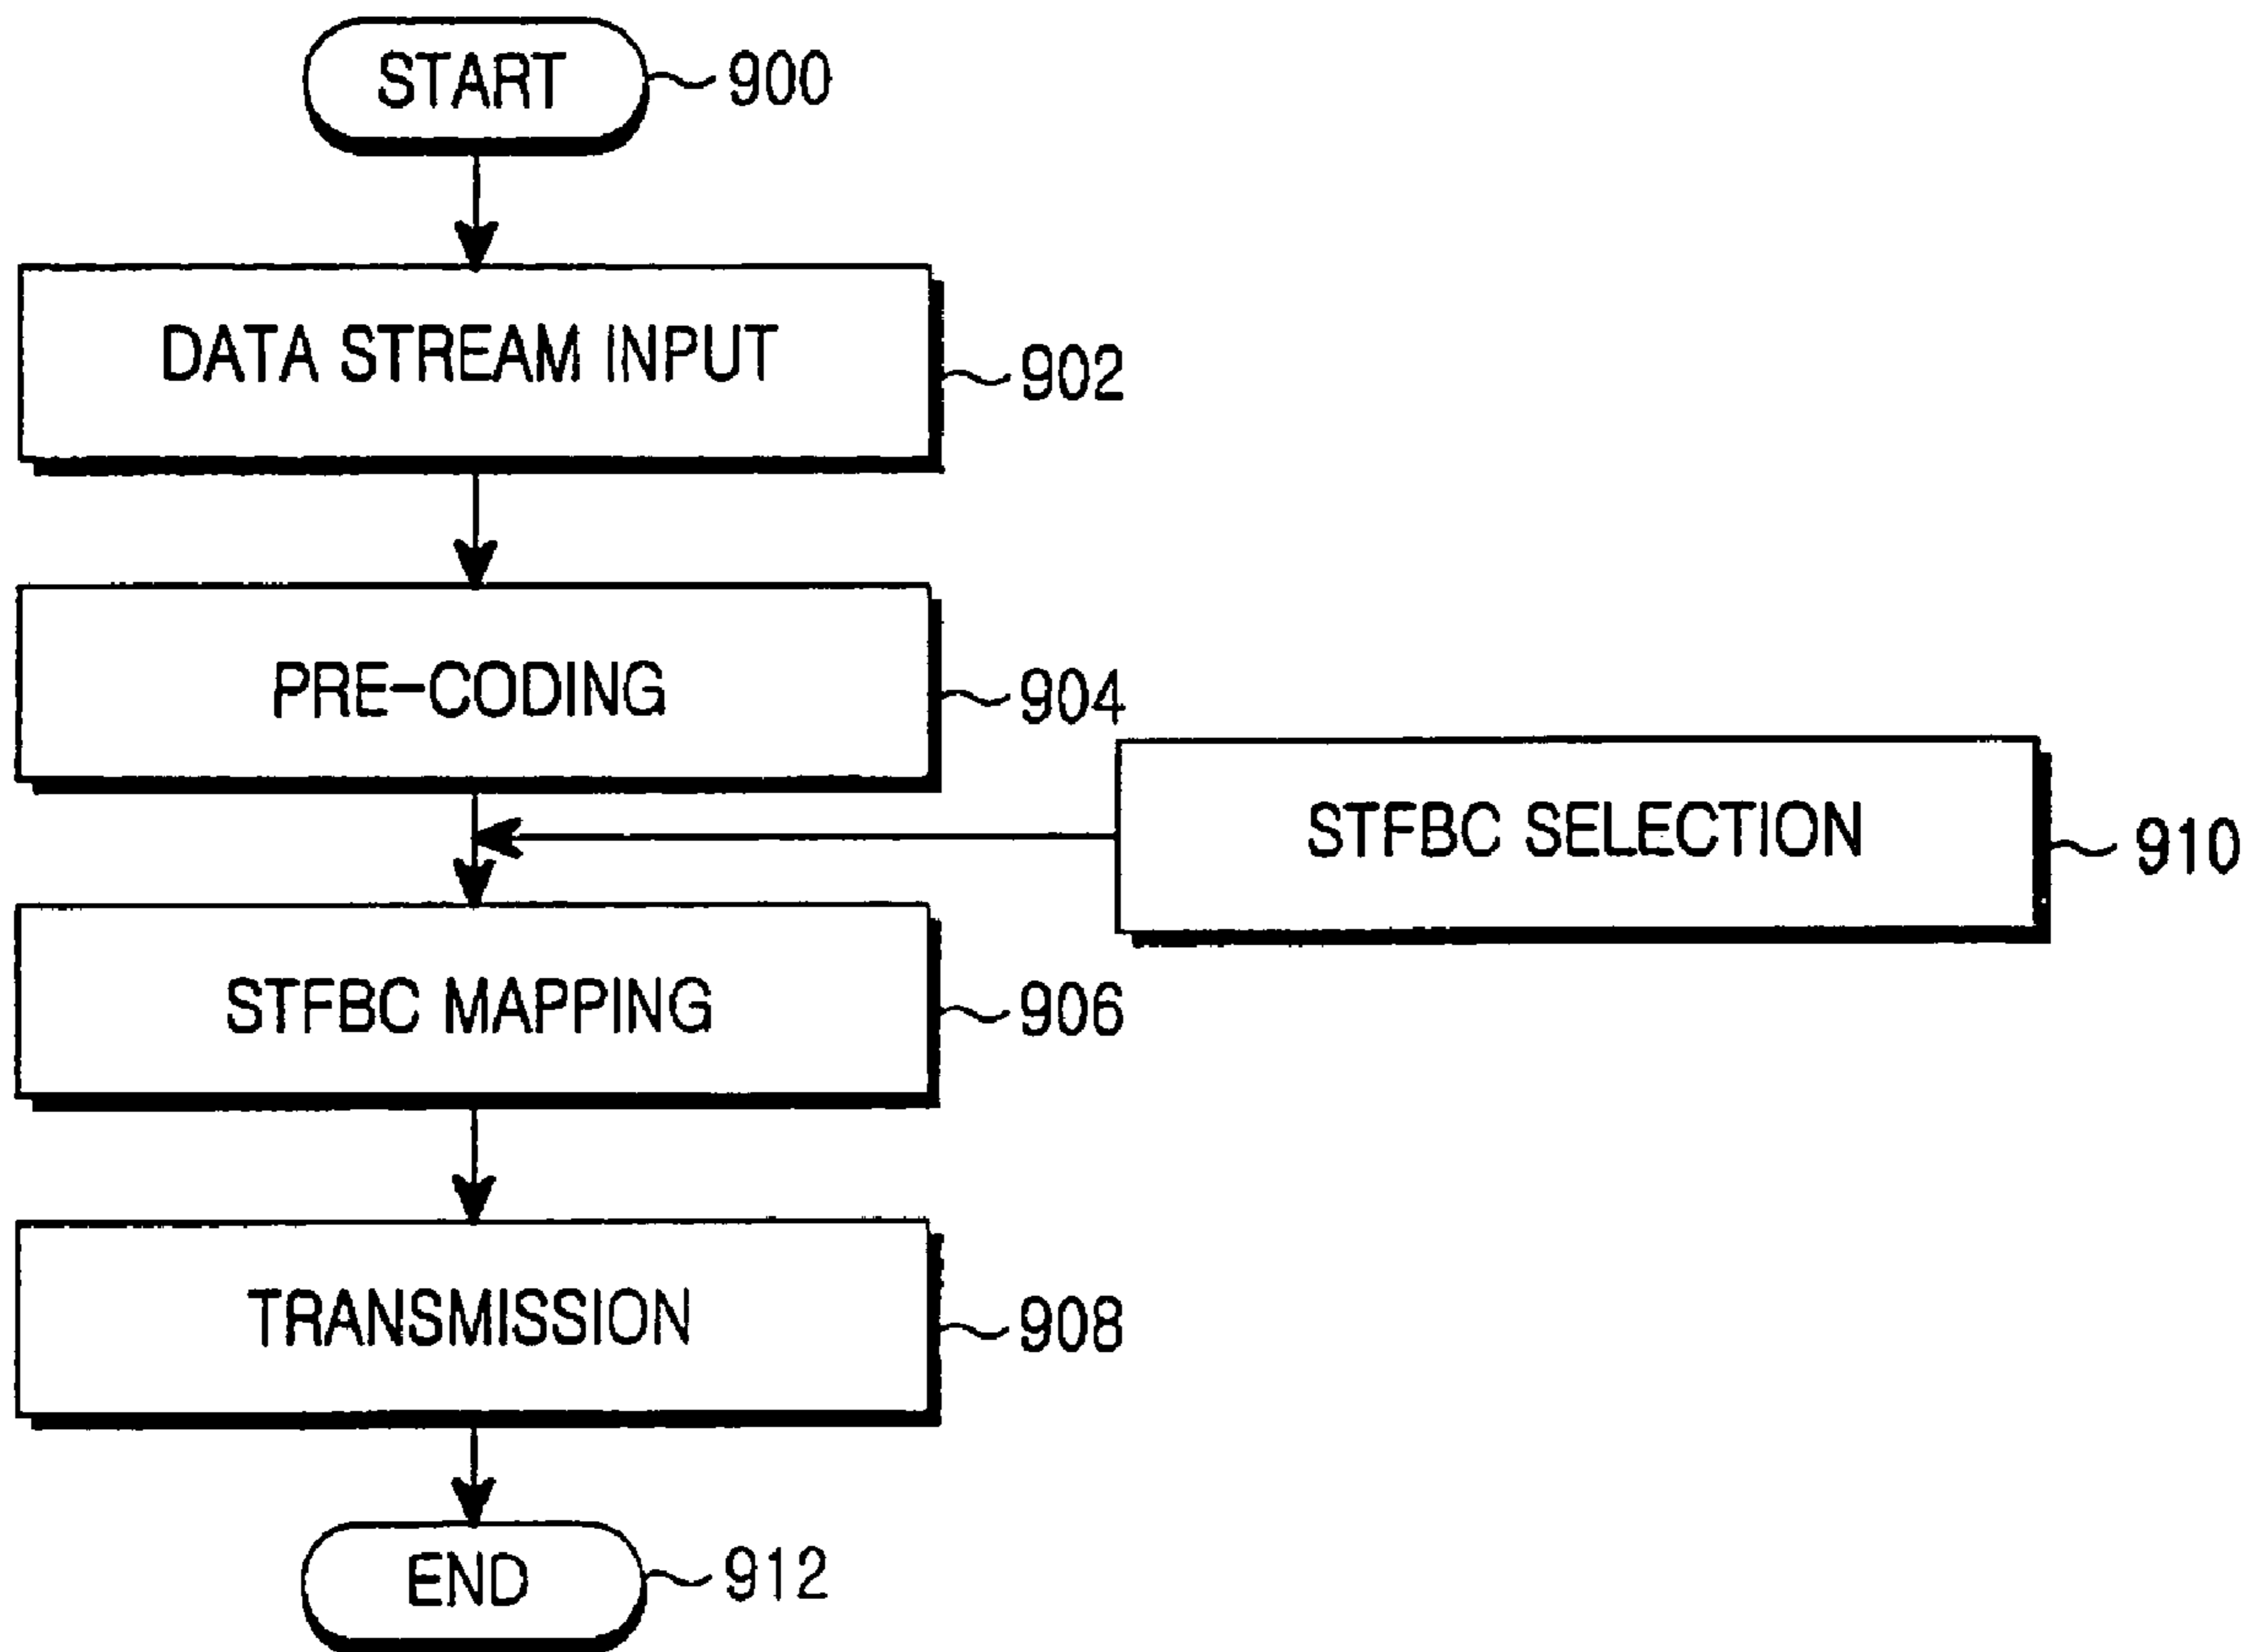 START
900
DATA STREAM INPUT
902
PRE-CODING
904
STFBC SELECTION
910
STFBC MAPPING
906
TRANSMISSION
908
END
912